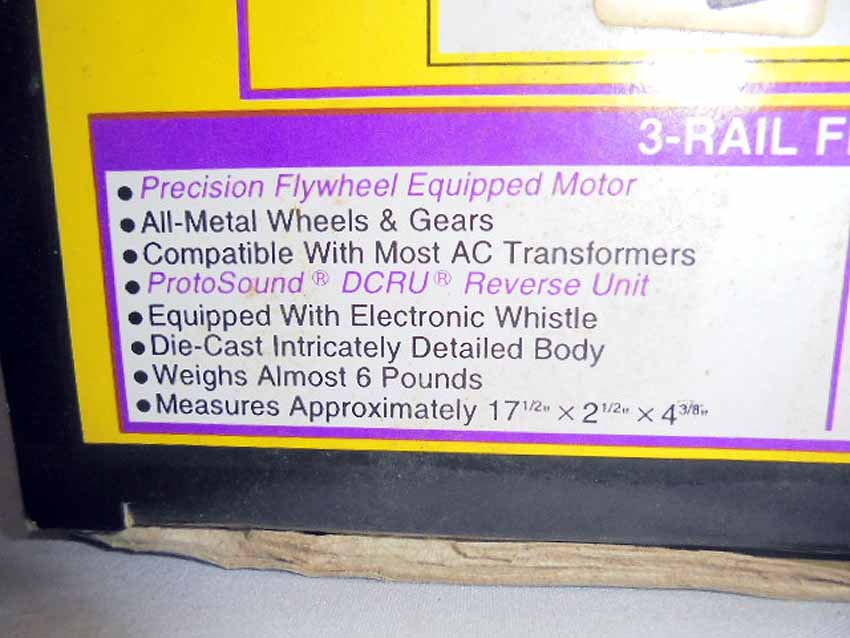 3-RAIL
• Precision Flywheel Equipped Motor
• All-Metal Wheels & Gears
• Compatible With Most AC Transformers
• ProtoSound® DCRU® Reverse Unit
• Equipped With Electronic Whistle
• Die-Cast Intricately Detailed Body
• Weighs Almost 6 Pounds
• Measures Approximately 17 1/2" × 2 1/2" × 4 3/8"